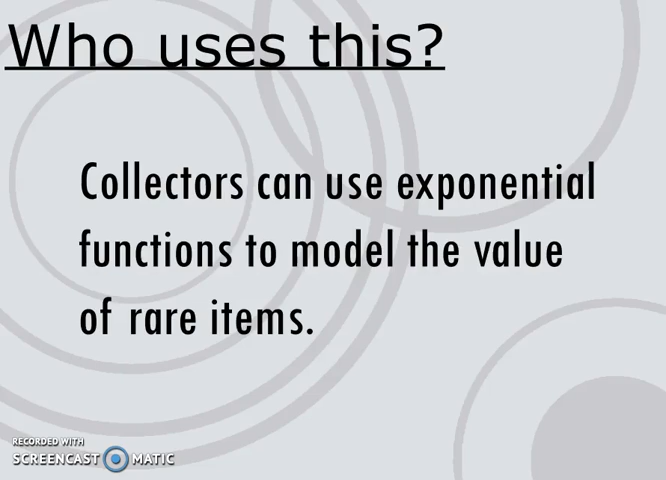 Who uses this?
Collectors can use exponential
functions to model the value
of rare items.
RECORDED WITH
SCREENCAST MATIC